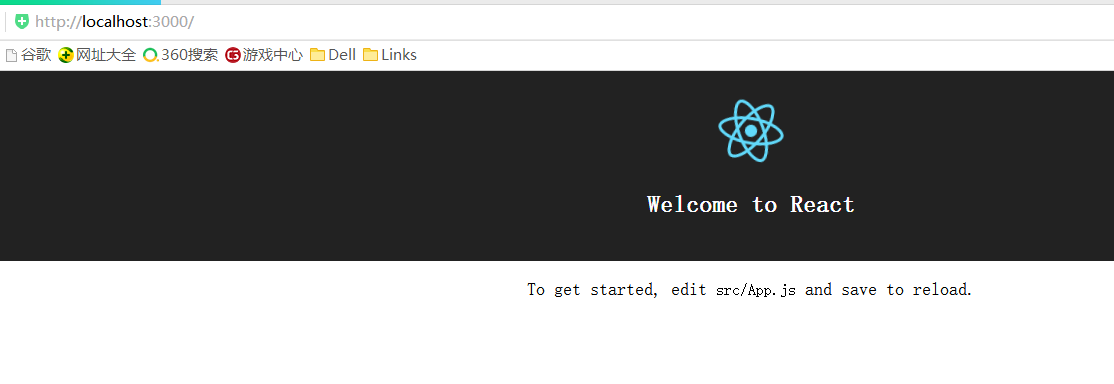 http://localhost:3000/
谷歌 网址大全 360搜索 游戏中心 Dell Links
Welcome to React
To get started, edit src/App.js and save to reload.